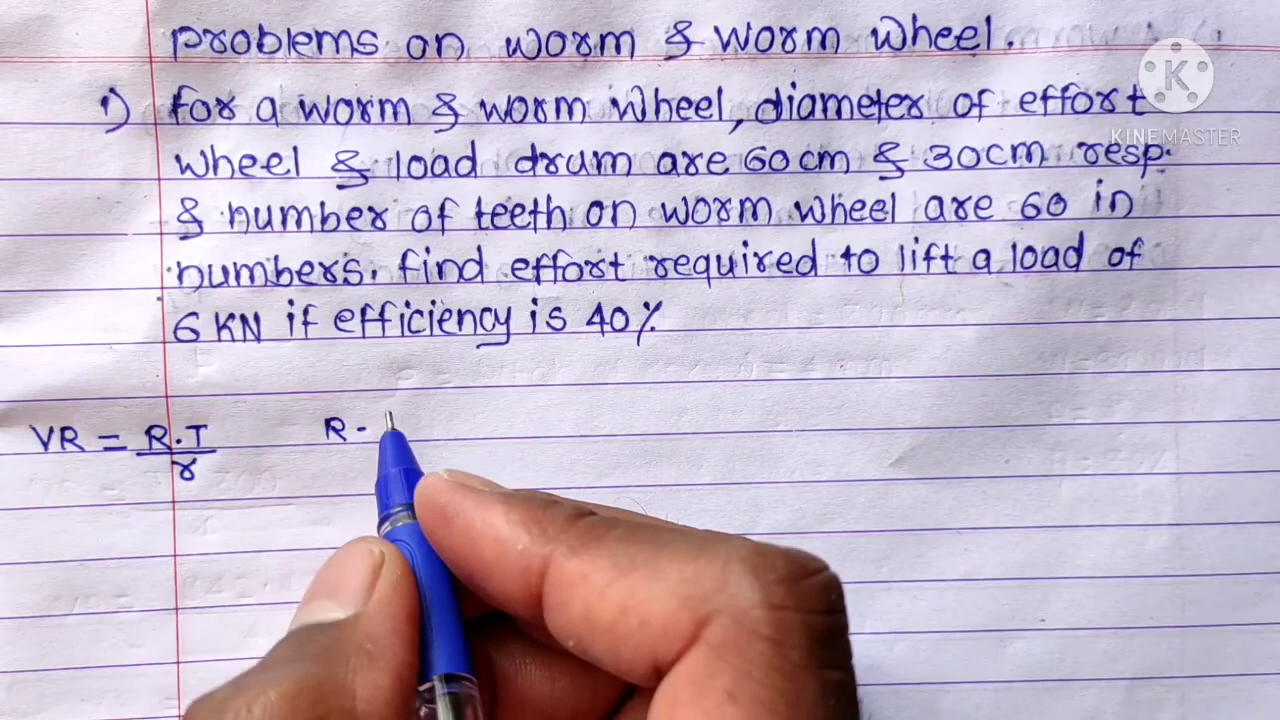 problems on worm & worm wheel.
1) for a worm & worm wheel, diameter of effort
wheel & load drum are 60cm & 30cm resp.
& number of teeth on worm wheel are 60 in
numbers. find effort required to lift a load of
6 KN if efficiency is 40%
VR = R.T / r
R -
K
KINEMASTER